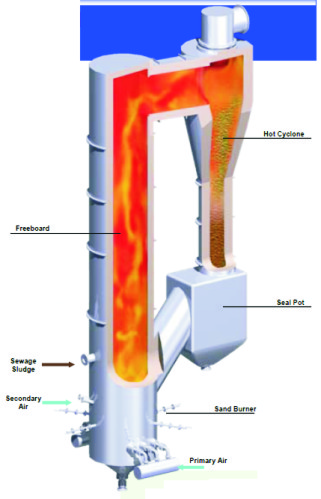 Hot Cyclone
Freeboard
Seal Pot
Sewage
Sludge
Secondary
Air
Sand Burner
Primary Air